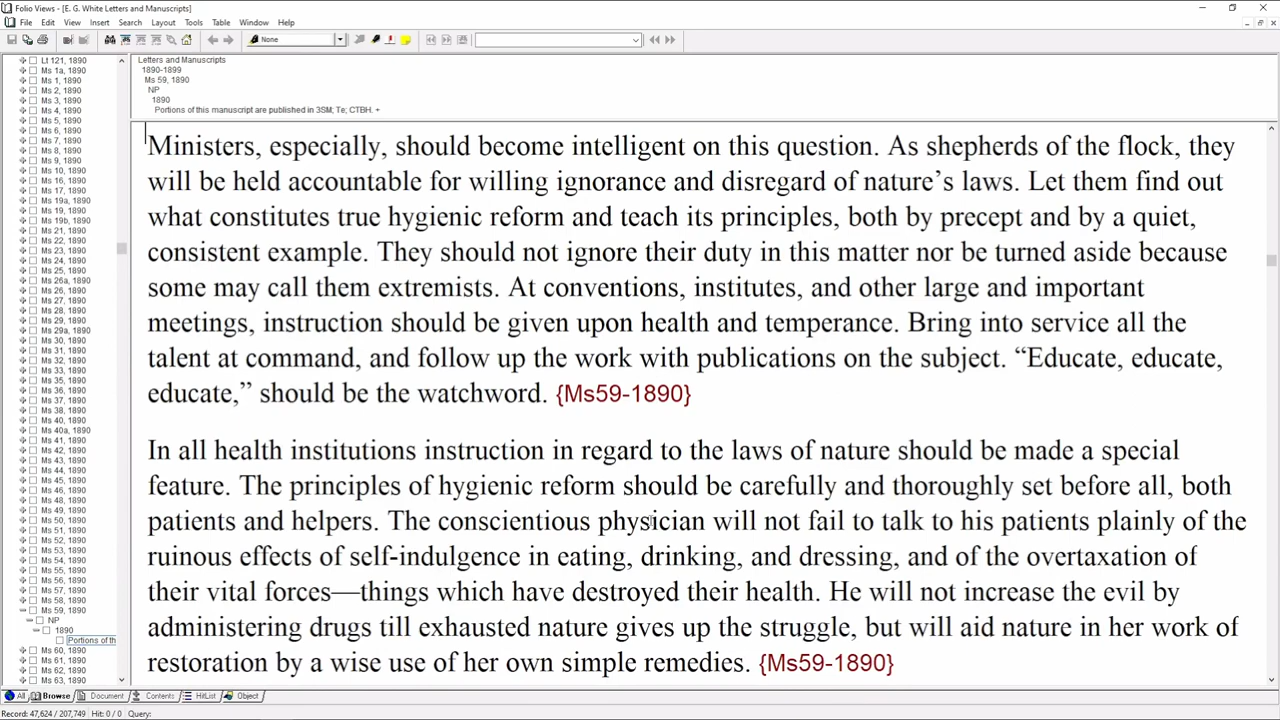 Folio Views - [E. G. White Letters and Manuscripts]
File Edit View Insert Search Layout Tools Table Window Help
None
Lt 121, 1890
Ms 1a, 1890
Ms 1, 1890
Ms 2, 1890
Ms 3, 1890
Ms 4, 1890
Ms 5, 1890
Ms 6, 1890
Ms 7, 1890
Ms 8, 1890
Ms 9, 1890
Ms 10, 1890
Ms 16, 1890
Ms 17, 1890
Ms 19a, 1890
Ms 19, 1890
Ms 19b, 1890
Ms 21, 1890
Ms 22, 1890
Ms 23, 1890
Ms 24, 1890
Ms 25, 1890
Ms 26a, 1890
Ms 26, 1890
Ms 27, 1890
Ms 28, 1890
Ms 29, 1890
Ms 29a, 1890
Ms 30, 1890
Ms 31, 1890
Ms 32, 1890
Ms 33, 1890
Ms 35, 1890
Ms 36, 1890
Ms 37, 1890
Ms 38, 1890
Ms 40, 1890
Ms 40a, 1890
Ms 41, 1890
Ms 42, 1890
Ms 43, 1890
Ms 44, 1890
Ms 45, 1890
Ms 46, 1890
Ms 48, 1890
Ms 49, 1890
Ms 50, 1890
Ms 51, 1890
Ms 52, 1890
Ms 53, 1890
Ms 54, 1890
Ms 55, 1890
Ms 56, 1890
Ms 57, 1890
Ms 58, 1890
Ms 59, 1890
NP
1890
Portions of th
Ms 60, 1890
Ms 61, 1890
Ms 62, 1890
Ms 63, 1890
Letters and Manuscripts
1890-1899
Ms 59, 1890
NP
1890
Portions of this manuscript are published in 3SM; Te; CTBH. +
Ministers, especially, should become intelligent on this question. As shepherds of the flock, they
will be held accountable for willing ignorance and disregard of nature’s laws. Let them find out
what constitutes true hygienic reform and teach its principles, both by precept and by a quiet,
consistent example. They should not ignore their duty in this matter nor be turned aside because
some may call them extremists. At conventions, institutes, and other large and important
meetings, instruction should be given upon health and temperance. Bring into service all the
talent at command, and follow up the work with publications on the subject. “Educate, educate,
educate,” should be the watchword. {Ms59-1890}
In all health institutions instruction in regard to the laws of nature should be made a special
feature. The principles of hygienic reform should be carefully and thoroughly set before all, both
patients and helpers. The conscientious physician will not fail to talk to his patients plainly of the
ruinous effects of self-indulgence in eating, drinking, and dressing, and of the overtaxation of
their vital forces—things which have destroyed their health. He will not increase the evil by
administering drugs till exhausted nature gives up the struggle, but will aid nature in her work of
restoration by a wise use of her own simple remedies. {Ms59-1890}
All Browse Document Contents HitList Object
Record: 47,624 / 207,749 Hit: 0 / 0 Query: